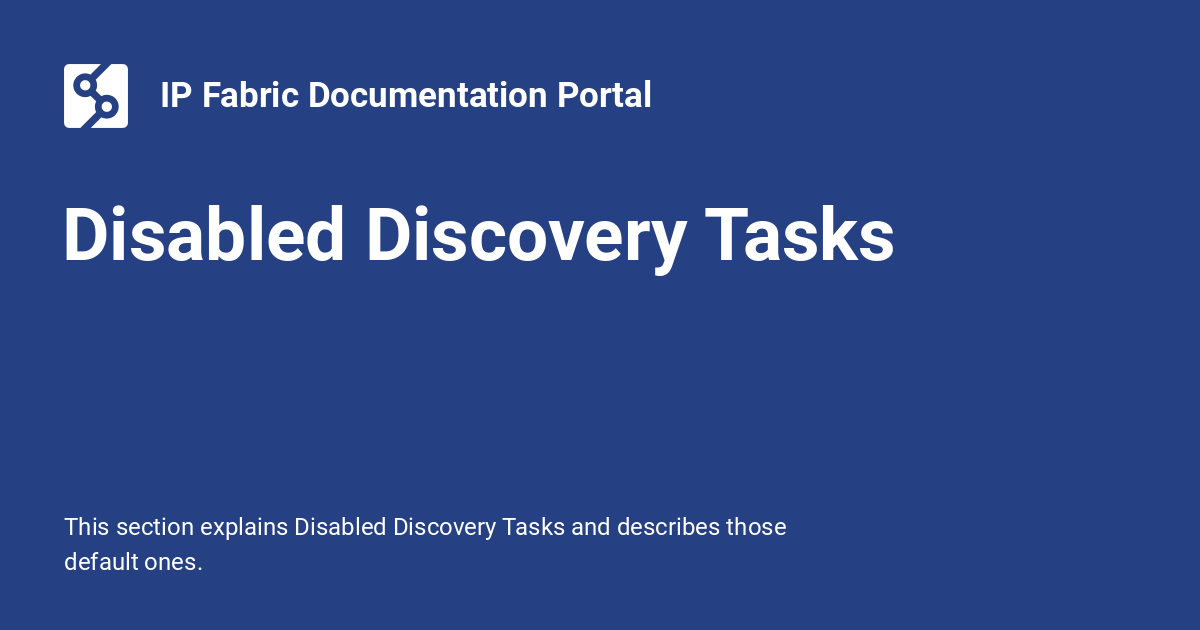 IP Fabric Documentation Portal
Disabled Discovery Tasks
This section explains Disabled Discovery Tasks and describes those
default ones.